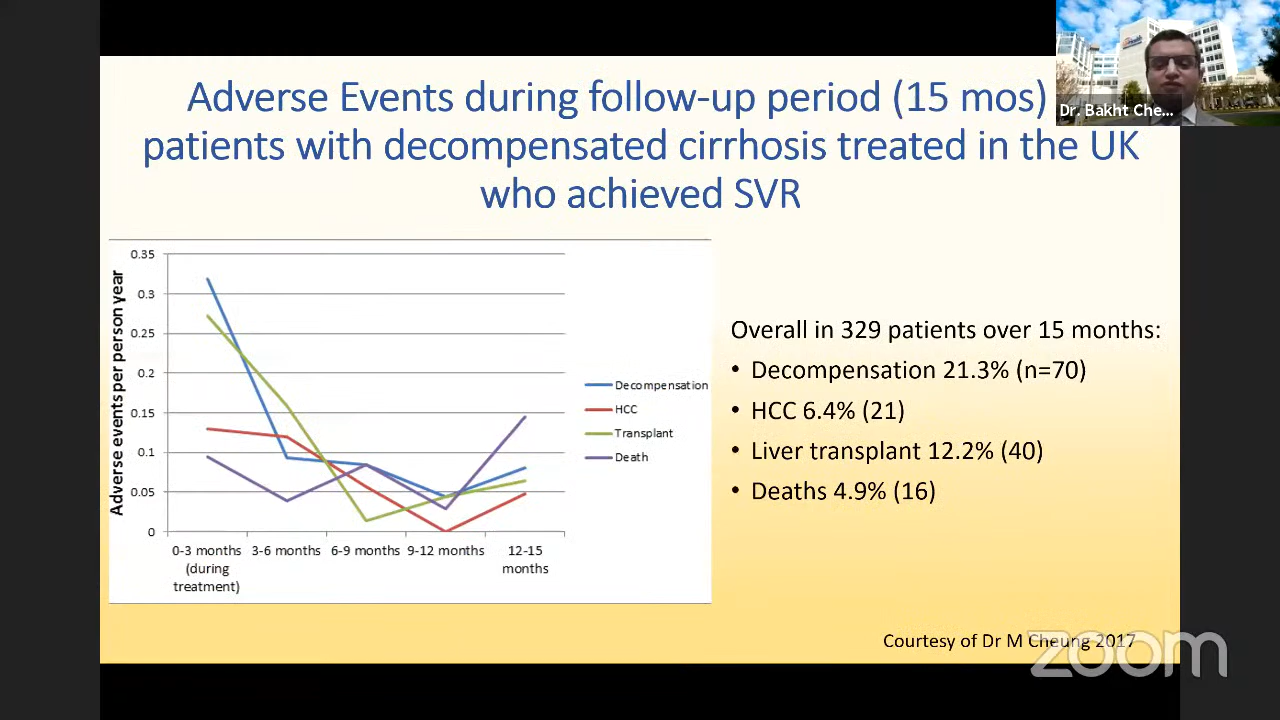 Adverse Events during follow-up period (15 mos)
patients with decompensated cirrhosis treated in the UK
who achieved SVR
Dr. Bakht Che...
Adverse events per person year
0.35
0.3
0.25
0.2
0.15
0.1
0.05
0
0-3 months
(during
treatment)
3-6 months
6-9 months
9-12 months
12-15
months
Decompensation
HCC
Transplant
Death
Overall in 329 patients over 15 months:
• Decompensation 21.3% (n=70)
• HCC 6.4% (21)
• Liver transplant 12.2% (40)
• Deaths 4.9% (16)
Courtesy of Dr M Cheung 2017
zoom